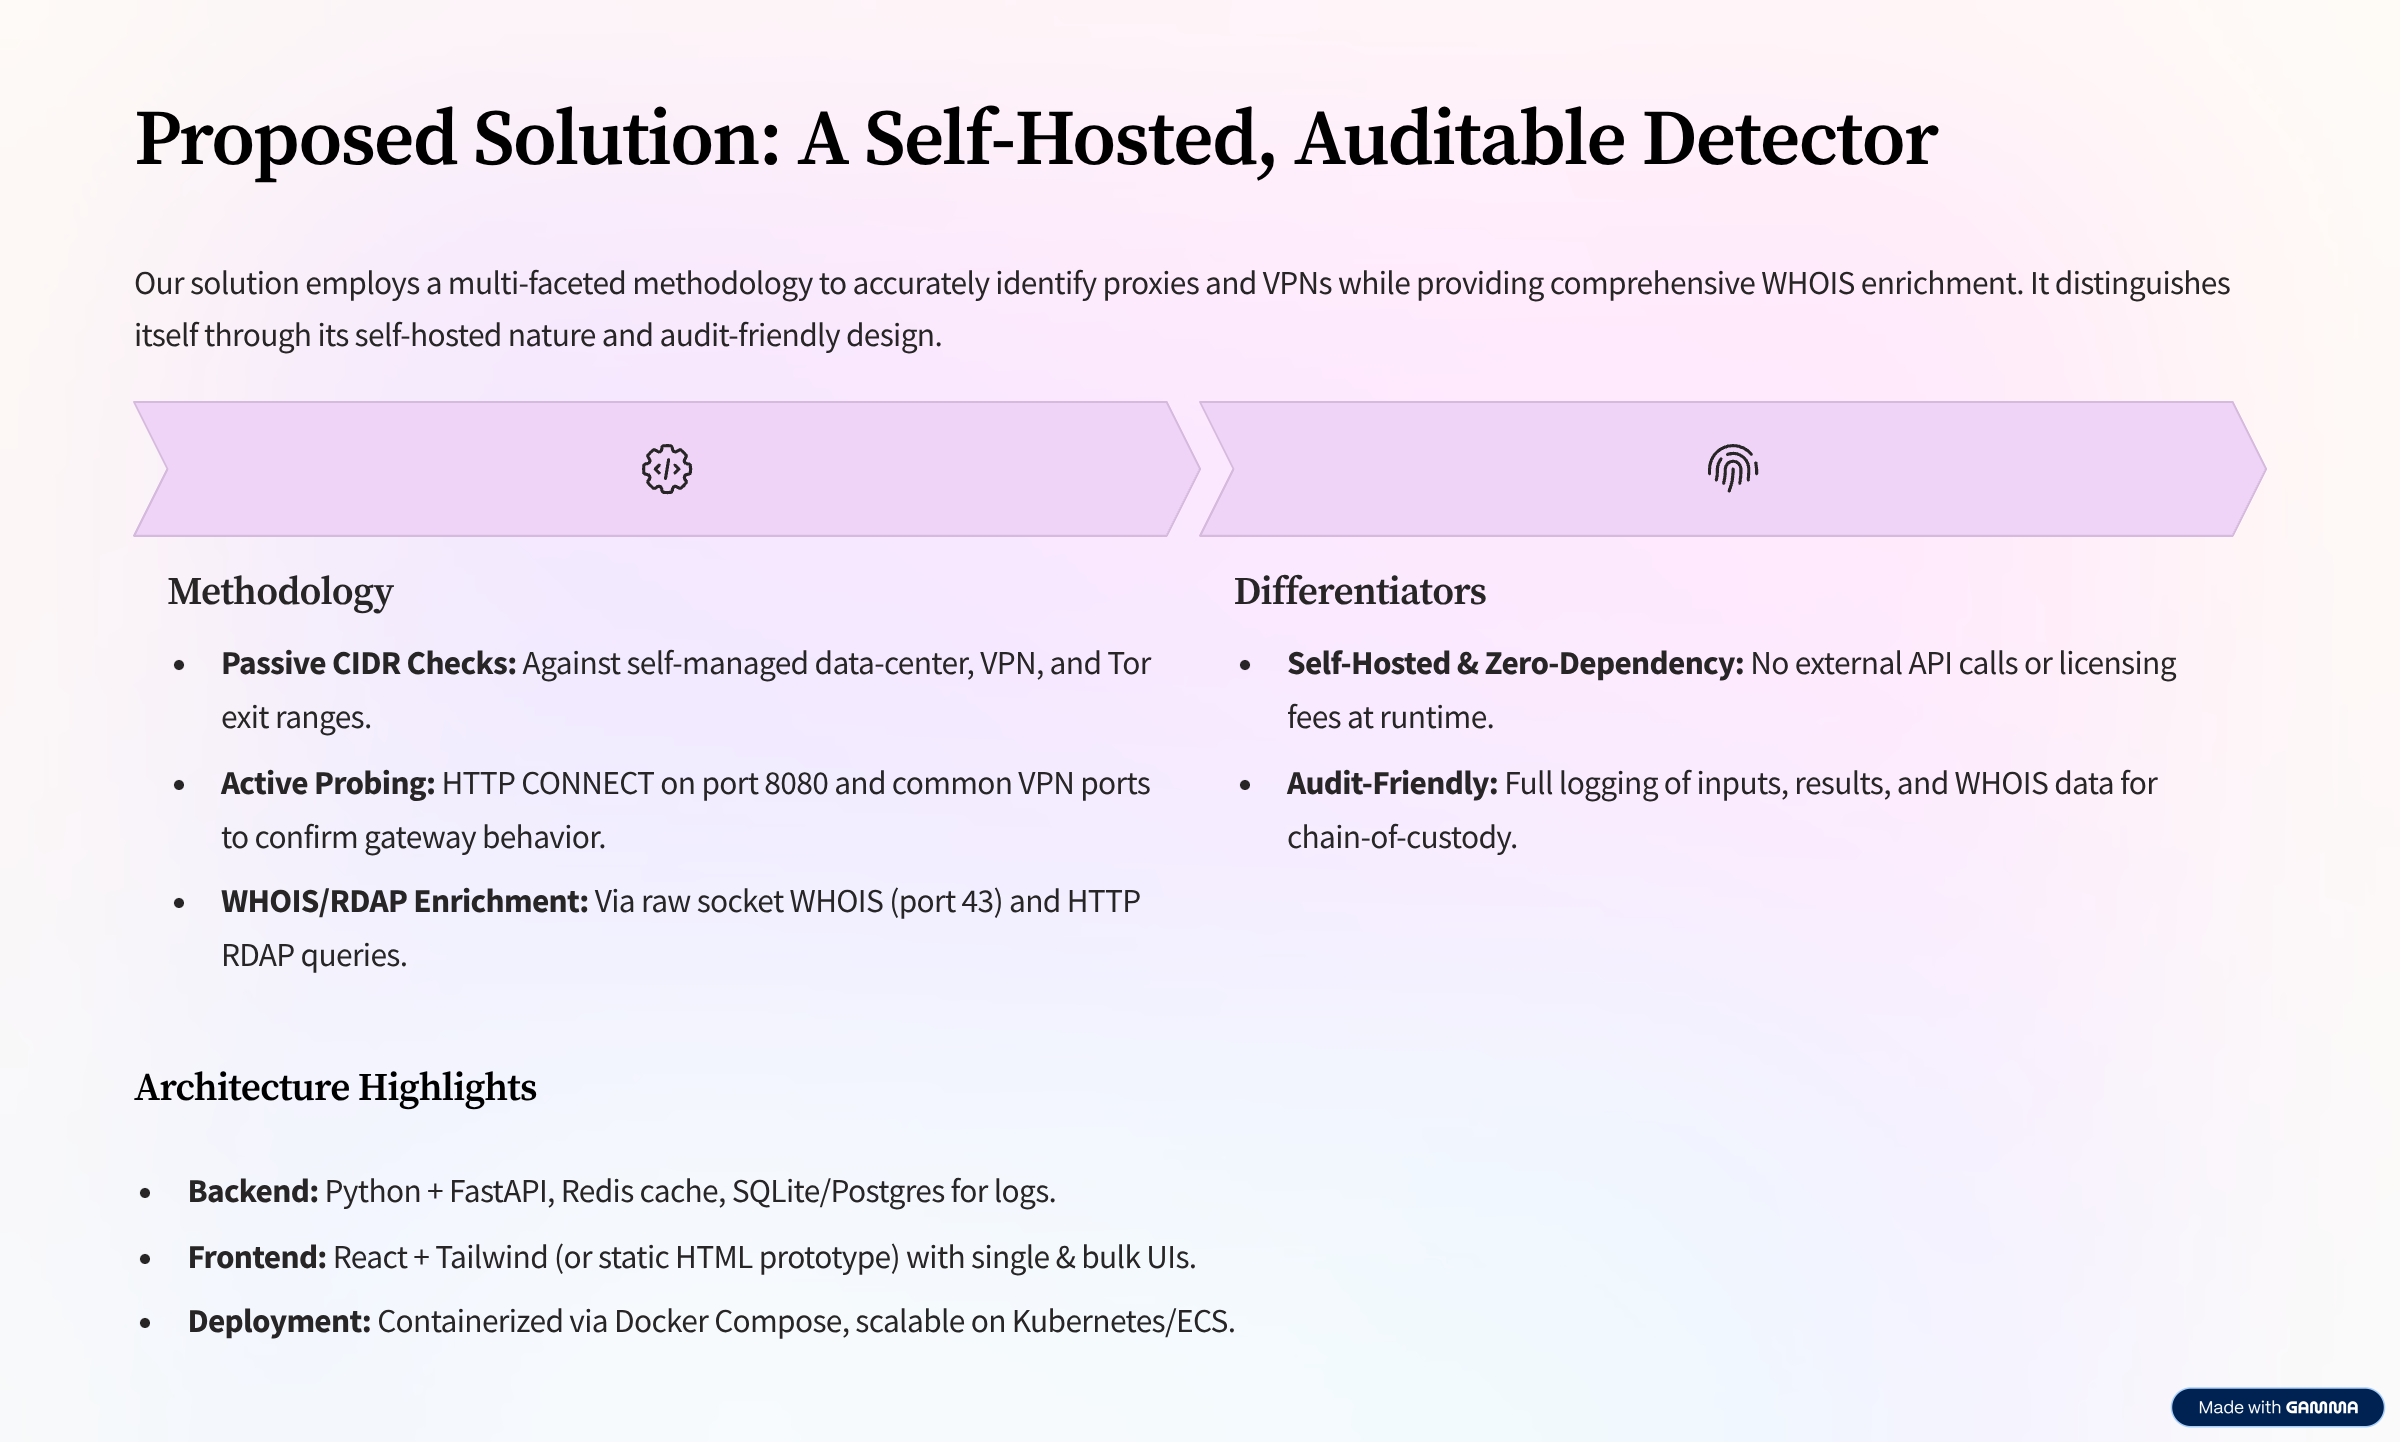 Proposed Solution: A Self-Hosted, Auditable Detector
Our solution employs a multi-faceted methodology to accurately identify proxies and VPNs while providing comprehensive WHOIS enrichment. It distinguishes
itself through its self-hosted nature and audit-friendly design.
Methodology
• Passive CIDR Checks: Against self-managed data-center, VPN, and Tor
exit ranges.
• Active Probing: HTTP CONNECT on port 8080 and common VPN ports
to confirm gateway behavior.
• WHOIS/RDAP Enrichment: Via raw socket WHOIS (port 43) and HTTP
RDAP queries.
Differentiators
• Self-Hosted & Zero-Dependency: No external API calls or licensing
fees at runtime.
• Audit-Friendly: Full logging of inputs, results, and WHOIS data for
chain-of-custody.
Architecture Highlights
• Backend: Python + FastAPI, Redis cache, SQLite/Postgres for logs.
• Frontend: React + Tailwind (or static HTML prototype) with single & bulk UIs.
• Deployment: Containerized via Docker Compose, scalable on Kubernetes/ECS.
Made with GAMMA